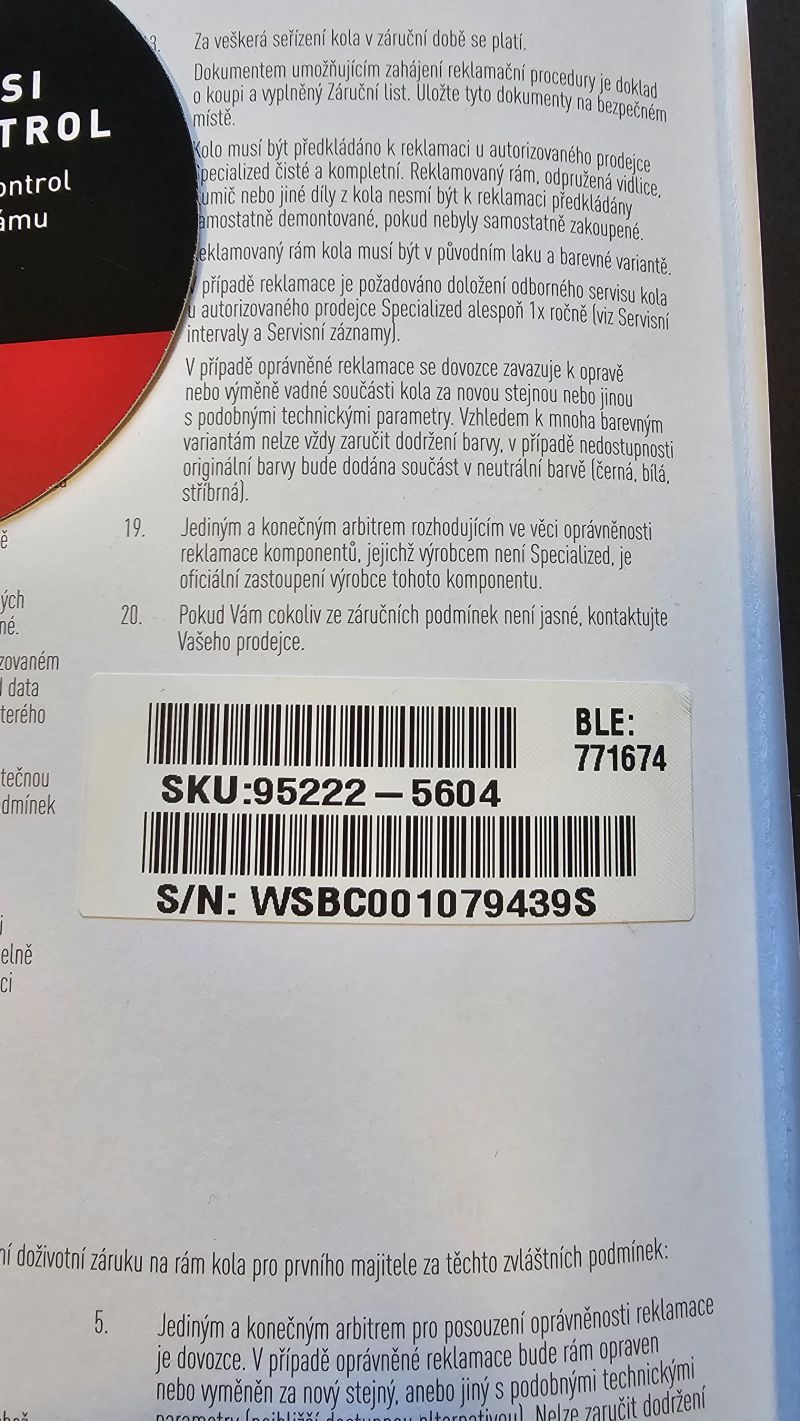 SI
TROL
ontrol
ámu
3. Za veškerá seřízení kola v záruční době se platí.
Dokumentem umožňujícím zahájení reklamační procedury je doklad
o koupi a vyplněný Záruční list. Uložte tyto dokumenty na bezpečném
místě.
Kolo musí být předkládáno k reklamaci u autorizovaného prodejce
Specialized čisté a kompletní. Reklamovaný rám, odpružená vidlice,
umič nebo jiné díly z kola nesmí být k reklamaci předkládány
samostatně demontované, pokud nebyly samostatně zakoupené.
eklamovaný rám kola musí být v původním laku a barevné variantě.
V případě reklamace je požadováno doložení odborného servisu kola
u autorizovaného prodejce Specialized alespoň 1x ročně (viz Servisní
intervaly a Servisní záznamy).
V případě oprávněné reklamace se dovozce zavazuje k opravě
nebo výměně vadné součásti kola za novou stejnou nebo jinou
s podobnými technickými parametry. Vzhledem k mnoha barevným
variantám nelze vždy zaručit dodržení barvy, v případě nedostupnosti
originální barvy bude dodána součást v neutrální barvě (černá, bílá,
stříbrná).
19. Jediným a konečným arbitrem rozhodujícím ve věci oprávněnosti
reklamace komponentů, jejichž výrobcem není Specialized, je
oficiální zastoupení výrobce tohoto komponentu.
20. Pokud Vám cokoliv ze záručních podmínek není jasné, kontaktujte
Vašeho prodejce.
ě
ých
né.
zovaném
data
terého
tečnou
dmínek
elně
ci
BLE:
771674
SKU:95222–5604
S/N: WSBC001079439S
ní doživotní záruku na rám kola pro prvního majitele za těchto zvláštních podmínek:
5. Jediným a konečným arbitrem pro posouzení oprávněnosti reklamace
je dovozce. V případě oprávněné reklamace bude rám opraven
nebo vyměněn za nový stejný, anebo jiný s podobnými technickými
parametry (nejbližší dostupnou alternativou). Nelze zaručit dodržení